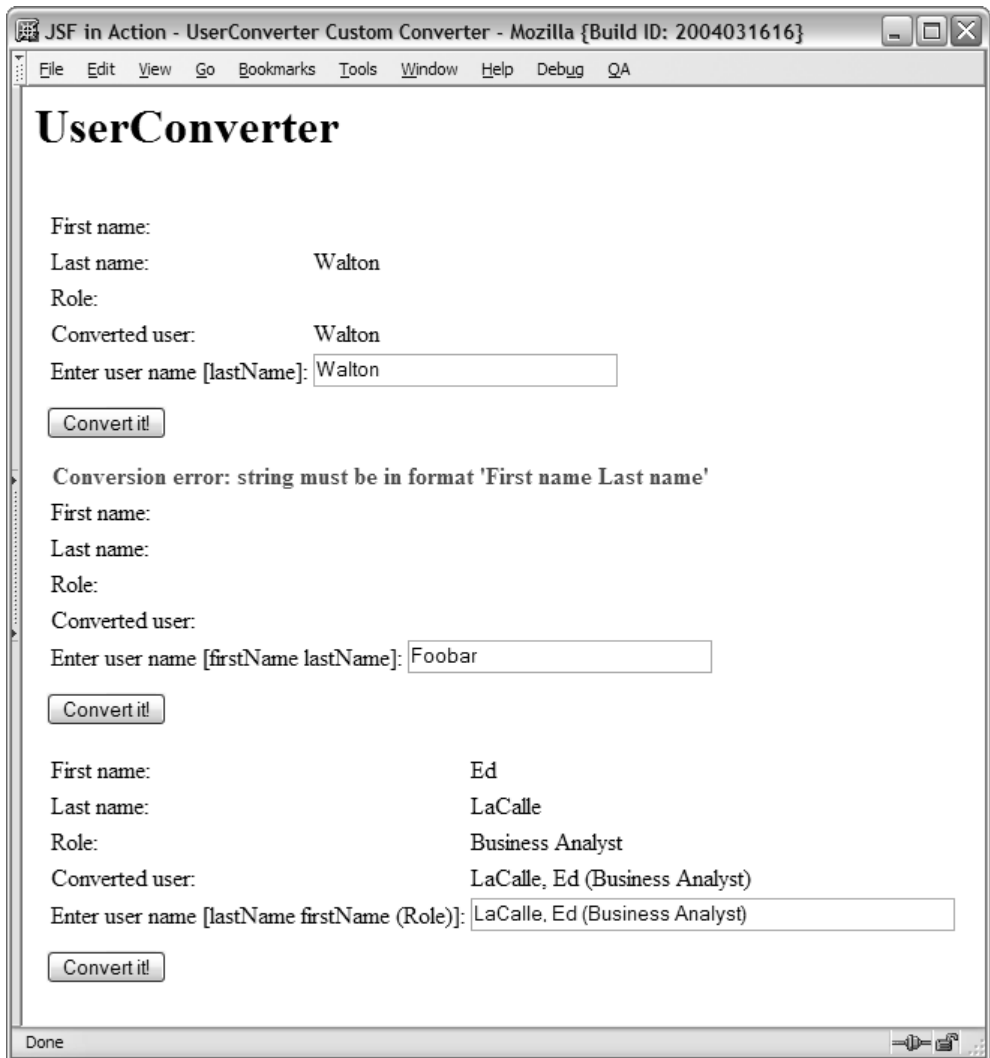 JSF in Action - UserConverter Custom Converter - Mozilla {Build ID: 2004031616}
File Edit View Go Bookmarks Tools Window Help Debug QA
UserConverter
First name:
Last name: Walton
Role:
Converted user: Walton
Enter user name [lastName]: Walton
Convert it!
Conversion error: string must be in format 'First name Last name'
First name:
Last name:
Role:
Converted user:
Enter user name [firstName lastName]: Foobar
Convert it!
First name: Ed
Last name: LaCalle
Role: Business Analyst
Converted user: LaCalle, Ed (Business Analyst)
Enter user name [lastName firstName (Role)]: LaCalle, Ed (Business Analyst)
Convert it!
Done